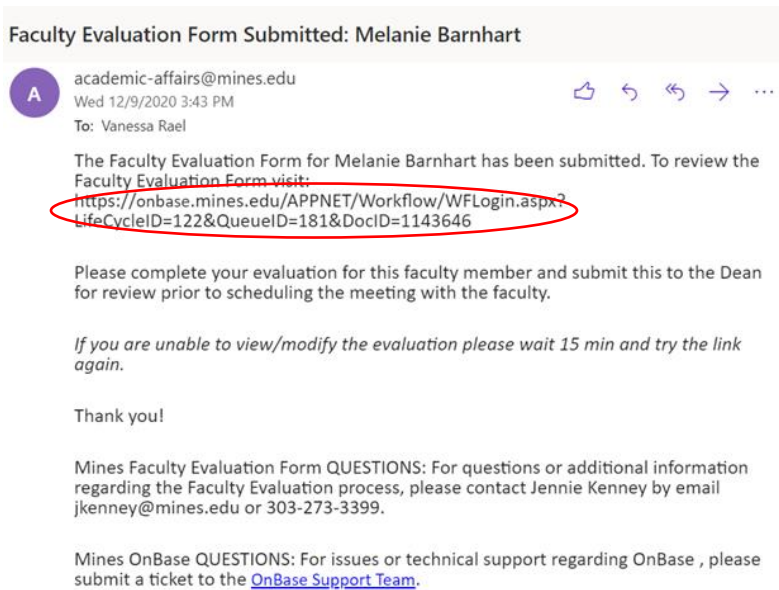 Faculty Evaluation Form Submitted: Melanie Barnhart
A
academic-affairs@mines.edu
Wed 12/9/2020 3:43 PM
To: Vanessa Rael
The Faculty Evaluation Form for Melanie Barnhart has been submitted. To review the
Faculty Evaluation Form visit:
https://onbase.mines.edu/APPNET/Workflow/WFLogin.aspx?
LifeCycleID=122&QueueID=181&DocID=1143646
Please complete your evaluation for this faculty member and submit this to the Dean
for review prior to scheduling the meeting with the faculty.
If you are unable to view/modify the evaluation please wait 15 min and try the link
again.
Thank you!
Mines Faculty Evaluation Form QUESTIONS: For questions or additional information
regarding the Faculty Evaluation process, please contact Jennie Kenney by email
jkenney@mines.edu or 303-273-3399.
Mines OnBase QUESTIONS: For issues or technical support regarding OnBase , please
submit a ticket to the OnBase Support Team.